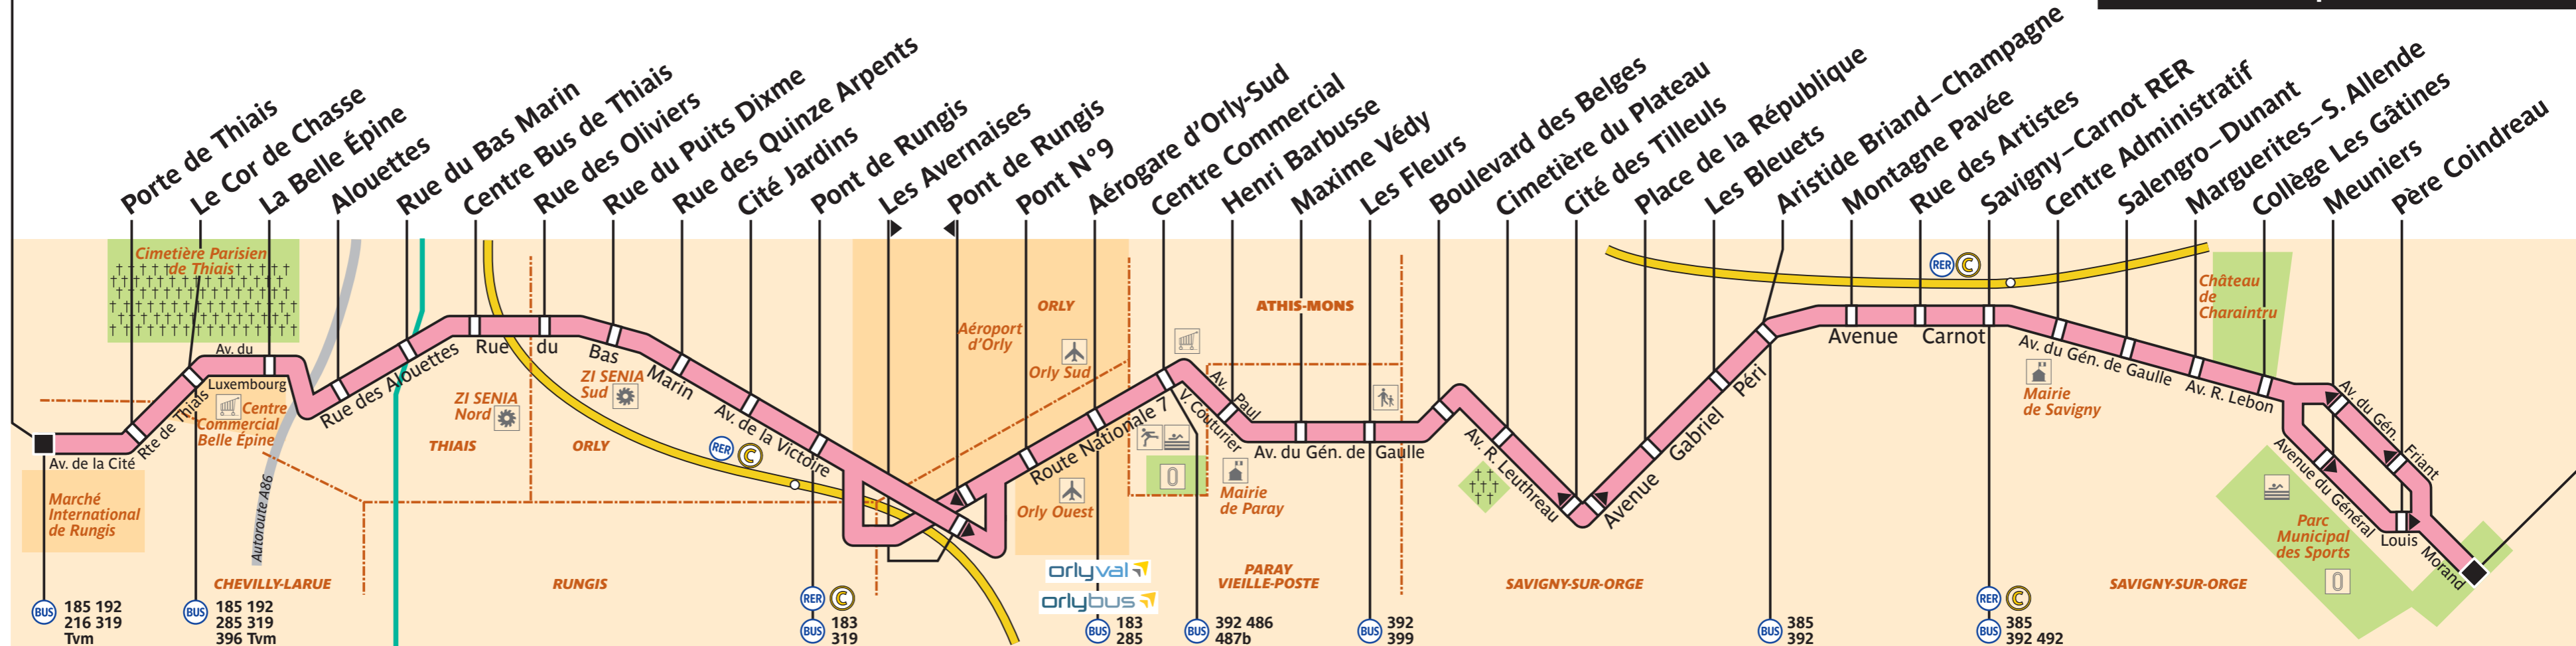 Porte de Thiais
Le Cor de Chasse
La Belle Épine
Alouettes
Rue du Bas Marin
Centre Bus de Thiais
Rue des Oliviers
Rue du Puits Dixme
Rue des Quinze Arpents
Cité Jardins
Pont de Rungis
Les Avernaises
Pont de Rungis
Pont N°9
Aérogare d'Orly-Sud
Centre Commercial
Henri Barbusse
Maxime Védy
Les Fleurs
Boulevard des Belges
Cimetière du Plateau
Cité des Tilleuls
Place de la République
Les Bleuets
Aristide Briand–Champagne
Montagne Pavée
Rue des Artistes
Savigny–Carnot RER
Centre Administratif
Salengro–Dunant
Marguerites–S. Allende
Collège Les Gâtines
Meuniers
Père Coindreau
Cimetière Parisien
de Thiais
Av. du
Luxembourg
Rte de Thiais
Av. de la Cité
Centre
Commercial
Belle Épine
Marché
International
de Rungis
Autoroute A86
CHEVILLY-LARUE
Rue des Alouettes
Rue du Bas Marin
ZI SENIA
Nord
THIAIS
ZI SENIA
Sud
ORLY
RUNGIS
RER C
Av. de la Victoire
ORLY
Aéroport
d'Orly
Orly Sud
Route Nationale 7
Orly Ouest
orlyval
orlybus
V. Couturier
Av. Paul
Mairie
de Paray
PARAY
VIEILLE-POSTE
ATHIS-MONS
Av. du Gén. de Gaulle
Av. R. Leuthreau
SAVIGNY-SUR-ORGE
Avenue Gabriel Péri
RER C
Avenue Carnot
Av. du Gén. de Gaulle
Mairie
de Savigny
Av. R. Lebon
Château
de
Charaintru
Av. du Gén. Friant
Avenue du Général
Louis
Morand
Parc
Municipal
des Sports
SAVIGNY-SUR-ORGE
BUS 185 192
216 319
Tvm
BUS 185 192
285 319
396 Tvm
RER C
BUS 183
319
BUS 183
285
BUS 392 486
487b
BUS 392
399
BUS 385
392
RER C
BUS 385
392 492